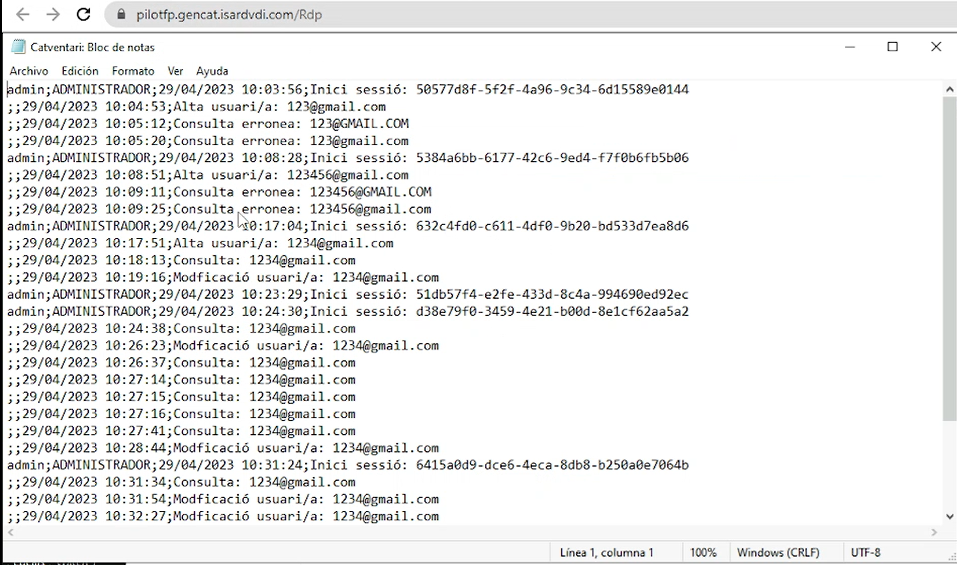 pilotfp.gencat.isardvdi.com/Rdp
Catventari: Bloc de notas
Archivo Edición Formato Ver Ayuda
admin;ADMINISTRADOR;29/04/2023 10:03:56;Inici sessió: 50577d8f-5f2f-4a96-9c34-6d15589e0144
;;29/04/2023 10:04:53;Alta usuari/a: 123@gmail.com
;;29/04/2023 10:05:12;Consulta erronea: 123@GMAIL.COM
;;29/04/2023 10:05:20;Consulta erronea: 123@gmail.com
admin;ADMINISTRADOR;29/04/2023 10:08:28;Inici sessió: 5384a6bb-6177-42c6-9ed4-f7f0b6fb5b06
;;29/04/2023 10:08:51;Alta usuari/a: 123456@gmail.com
;;29/04/2023 10:09:11;Consulta erronea: 123456@GMAIL.COM
;;29/04/2023 10:09:25;Consulta erronea: 123456@gmail.com
admin;ADMINISTRADOR;29/04/2023 10:17:04;Inici sessió: 632c4fd0-c611-4df0-9b20-bd533d7ea8d6
;;29/04/2023 10:17:51;Alta usuari/a: 1234@gmail.com
;;29/04/2023 10:18:13;Consulta: 1234@gmail.com
;;29/04/2023 10:19:16;Modficació usuari/a: 1234@gmail.com
admin;ADMINISTRADOR;29/04/2023 10:23:29;Inici sessió: 51db57f4-e2fe-433d-8c4a-994690ed92ec
admin;ADMINISTRADOR;29/04/2023 10:24:30;Inici sessió: d38e79f0-3459-4e21-b00d-8e1cf62aa5a2
;;29/04/2023 10:24:38;Consulta: 1234@gmail.com
;;29/04/2023 10:26:23;Modficació usuari/a: 1234@gmail.com
;;29/04/2023 10:26:37;Consulta: 1234@gmail.com
;;29/04/2023 10:27:14;Consulta: 1234@gmail.com
;;29/04/2023 10:27:15;Consulta: 1234@gmail.com
;;29/04/2023 10:27:16;Consulta: 1234@gmail.com
;;29/04/2023 10:27:41;Consulta: 1234@gmail.com
;;29/04/2023 10:28:44;Modficació usuari/a: 1234@gmail.com
admin;ADMINISTRADOR;29/04/2023 10:31:24;Inici sessió: 6415a0d9-dce6-4eca-8db8-b250a0e7064b
;;29/04/2023 10:31:34;Consulta: 1234@gmail.com
;;29/04/2023 10:31:54;Modficació usuari/a: 1234@gmail.com
;;29/04/2023 10:32:27;Modficació usuari/a: 1234@gmail.com
Línea 1, columna 1 100% Windows (CRLF) UTF-8